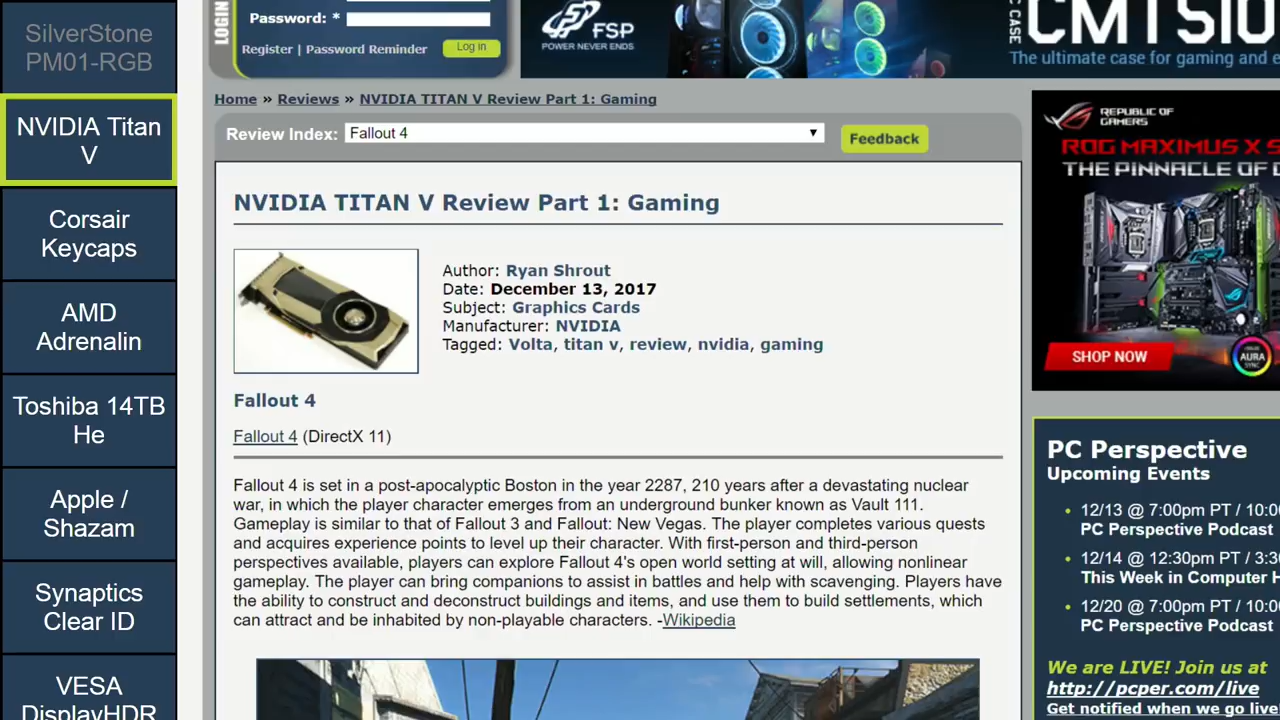 SilverStone
PM01-RGB
NVIDIA Titan
V
Corsair
Keycaps
AMD
Adrenalin
Toshiba 14TB
He
Apple /
Shazam
Synaptics
Clear ID
VESA
DisplayHDR
LOGIN
Password: *
Register | Password Reminder
Log in
FSP
POWER NEVER ENDS
PC CASE
CMT510
The ultimate case for gaming and e
Home » Reviews » NVIDIA TITAN V Review Part 1: Gaming
Review Index:
Fallout 4
Feedback
NVIDIA TITAN V Review Part 1: Gaming
Author: Ryan Shrout
Date: December 13, 2017
Subject: Graphics Cards
Manufacturer: NVIDIA
Tagged: Volta, titan v, review, nvidia, gaming
Fallout 4
Fallout 4 (DirectX 11)
Fallout 4 is set in a post-apocalyptic Boston in the year 2287, 210 years after a devastating nuclear
war, in which the player character emerges from an underground bunker known as Vault 111.
Gameplay is similar to that of Fallout 3 and Fallout: New Vegas. The player completes various quests
and acquires experience points to level up their character. With first-person and third-person
perspectives available, players can explore Fallout 4's open world setting at will, allowing nonlinear
gameplay. The player can bring companions to assist in battles and help with scavenging. Players have
the ability to construct and deconstruct buildings and items, and use them to build settlements, which
can attract and be inhabited by non-playable characters. -Wikipedia
REPUBLIC OF
GAMERS
ROG MAXIMUS X S
THE PINNACLE OF
SHOP NOW
AURA
SYNC
PC Perspective
Upcoming Events
12/13 @ 7:00pm PT / 10:0
PC Perspective Podcast
12/14 @ 12:30pm PT / 3:3
This Week in Computer H
12/20 @ 7:00pm PT / 10:0
PC Perspective Podcast
We are LIVE! Join us at
http://pcper.com/live
Get notified when we go live